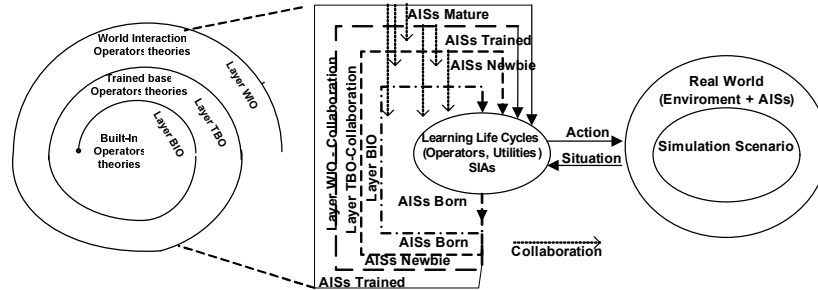 World Interaction
Operators theories
Trained base
Operators theories
Built-In
Operators
theories
Layer BIO
Layer TBO
Layer WIO
AISs Mature
AISs Trained
AISs Newbie
Layer WIO - Collaboration
Layer TBO-Collaboration
Layer BIO
Learning Life Cycles
(Operators, Utilities)
SIAs
Action
Situation
Real World
(Enviroment + AISs)
Simulation Scenario
AISs Born
AISs Born
AISs Newbie
AISs Trained
Collaboration